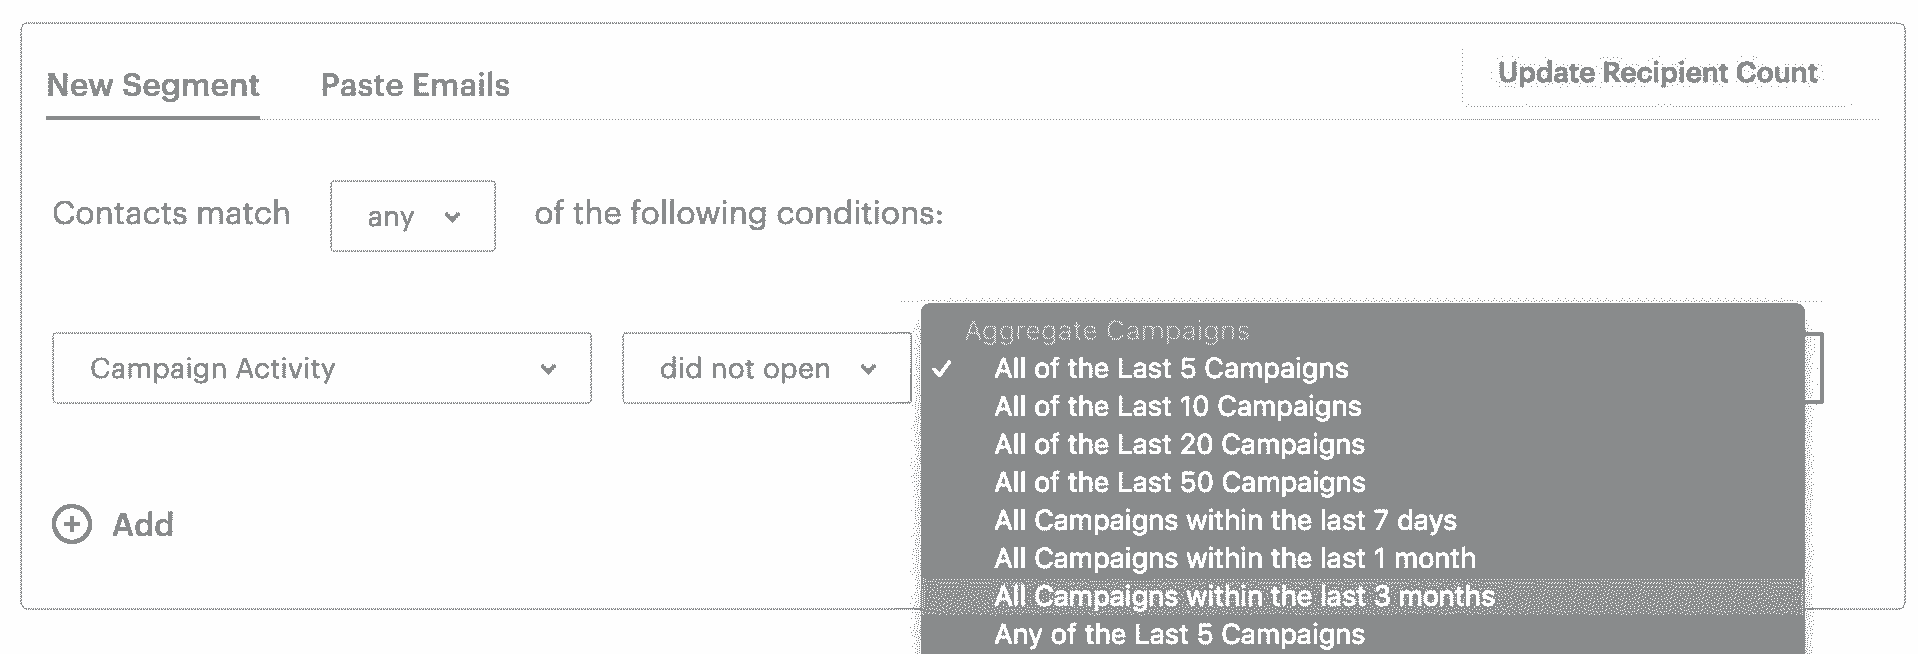 New Segment Paste Emails Update Recipient Count
Contacts match any of the following conditions:
Campaign Activity did not open
Aggregate Campaigns
All of the Last 5 Campaigns
All of the Last 10 Campaigns
All of the Last 20 Campaigns
All of the Last 50 Campaigns
All Campaigns within the last 7 days
All Campaigns within the last 1 month
All Campaigns within the last 3 months
Any of the Last 5 Campaigns
Add